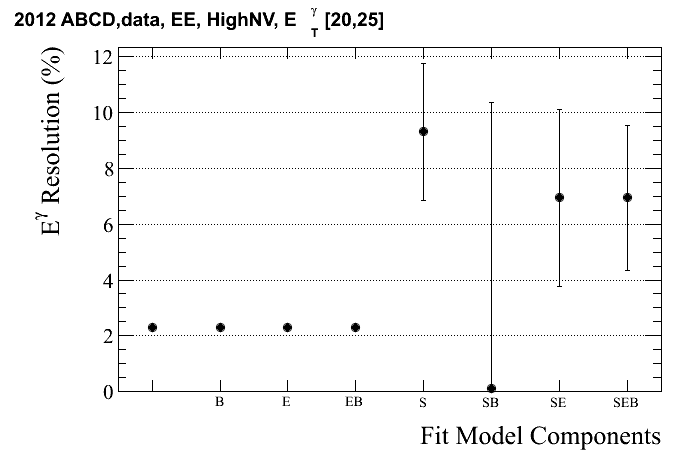 2012 ABCD,data, EE, HighNV, E γ T [20,25]
E^γ Resolution (%)
12
10
8
6
4
2
0
B E EB S SB SE SEB
Fit Model Components